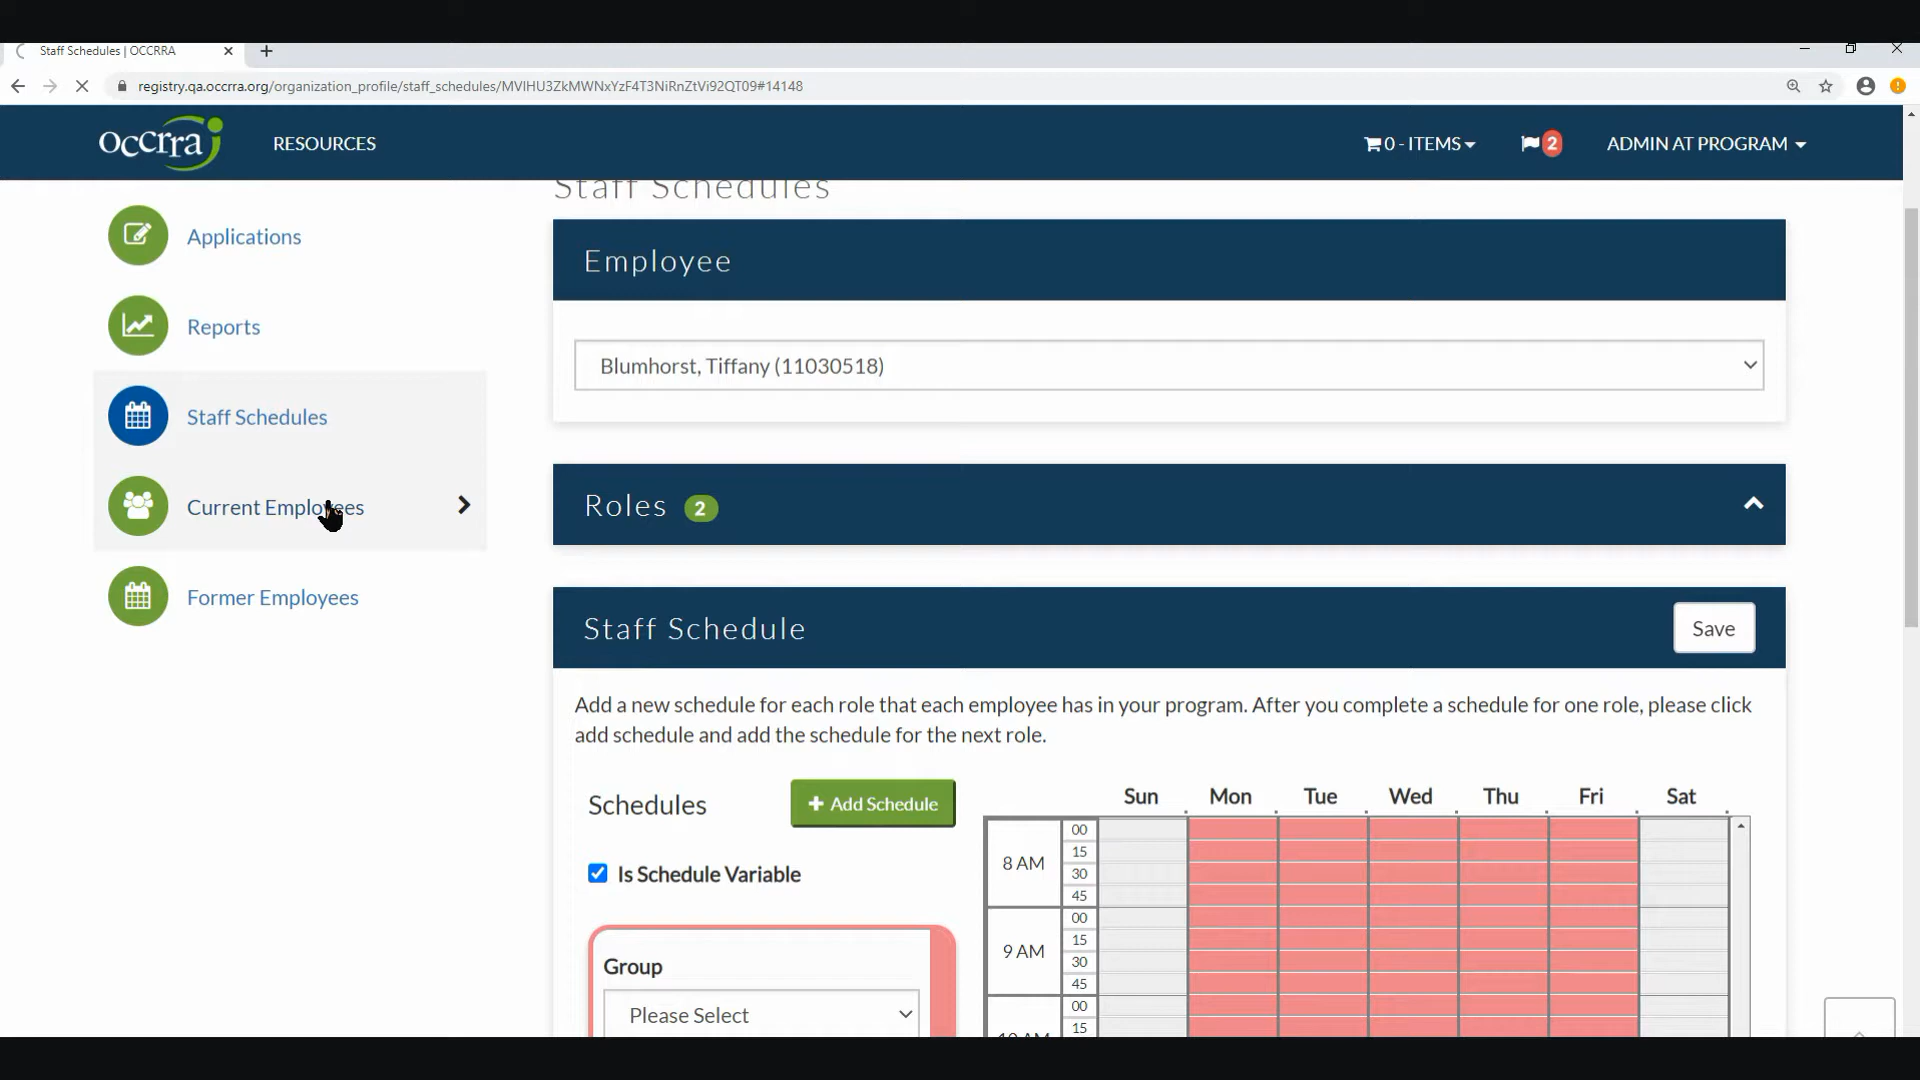 Staff Schedules | OCCRRA
registry.qa.occrra.org/organization_profile/staff_schedules/MVlHU3ZkMWNxYzF4T3NiRnZtVi92QT09#14148
occrra
RESOURCES
0 - ITEMS
2
ADMIN AT PROGRAM
Applications
Reports
Staff Schedules
Current Employees
Former Employees
Staff Schedules
Employee
Blumhorst, Tiffany (11030518)
Roles 2
Staff Schedule
Save
Add a new schedule for each role that each employee has in your program. After you complete a schedule for one role, please click
add schedule and add the schedule for the next role.
Schedules
+ Add Schedule
Is Schedule Variable
Group
Please Select
Sun Mon Tue Wed Thu Fri Sat
8 AM
00
15
30
45
9 AM
00
15
30
45
10 AM
00
15